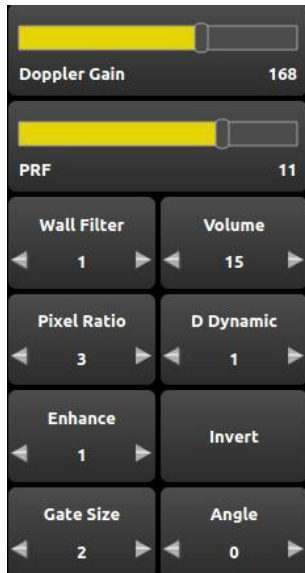 Doppler Gain 168
PRF 11
Wall Filter Volume
1 15
Pixel Ratio D Dynamic
3 1
Enhance
1
Invert
Gate Size Angle
2 0